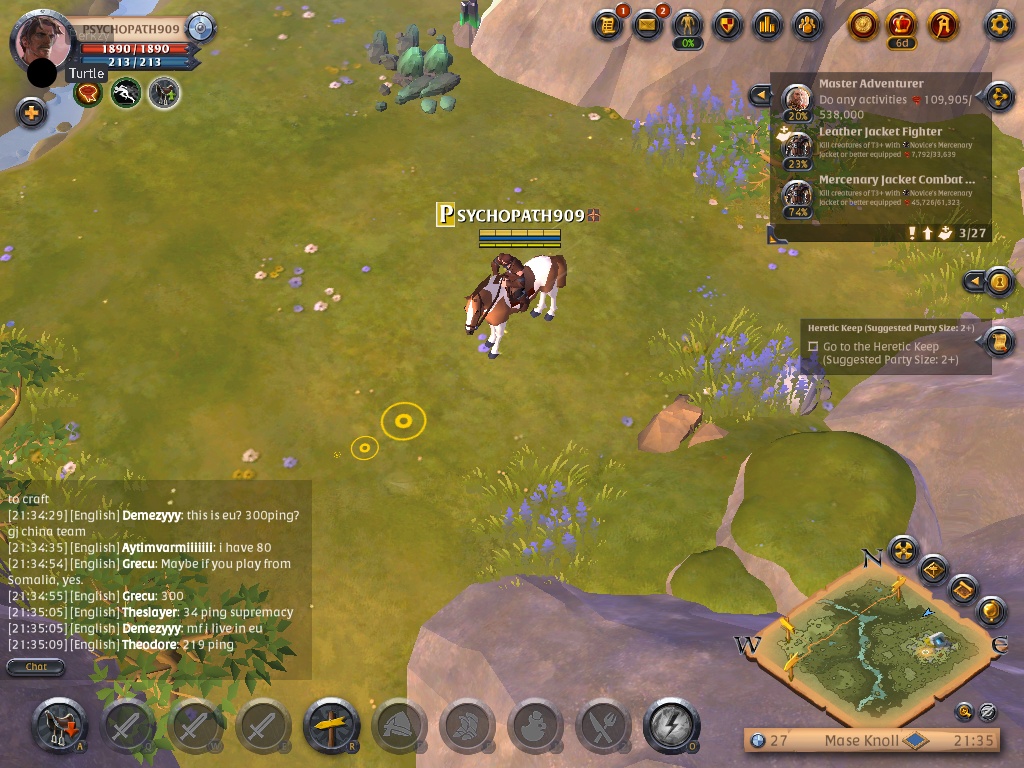 PSYCHOPATH909
1890 / 1890
213 / 213
Turtle
1
2
0%
6d
Master Adventurer
Do any activities 109,905/
538,000
20%
Leather Jacket Fighter
Kill creatures of T3+ with Novice's Mercenary
Jacket or better equipped 7,792/33,639
23%
Mercenary Jacket Combat ...
Kill creatures of T3+ with Novice's Mercenary
Jacket or better equipped 45,726/61,323
74%
3/27
PSYCHOPATH909
Heretic Keep (Suggested Party Size: 2+)
Go to the Heretic Keep
(Suggested Party Size: 2+)
to craft
[21:34:29] [English] Demezyyy: this is eu? 300ping?
gj china team
[21:34:35] [English] Aytimvarmiiiiiii: i have 80
[21:34:54] [English] Grecu: Maybe if you play from
Somalia, yes.
[21:34:55] [English] Grecu: 300
[21:35:05] [English] Theslayer: 34 ping supremacy
[21:35:05] [English] Demezyyy: mf i live in eu
[21:35:09] [English] Theodore: 219 ping
Chat
N
W
E
A
Q
W
E
R
O
27 Mase Knoll 21:35